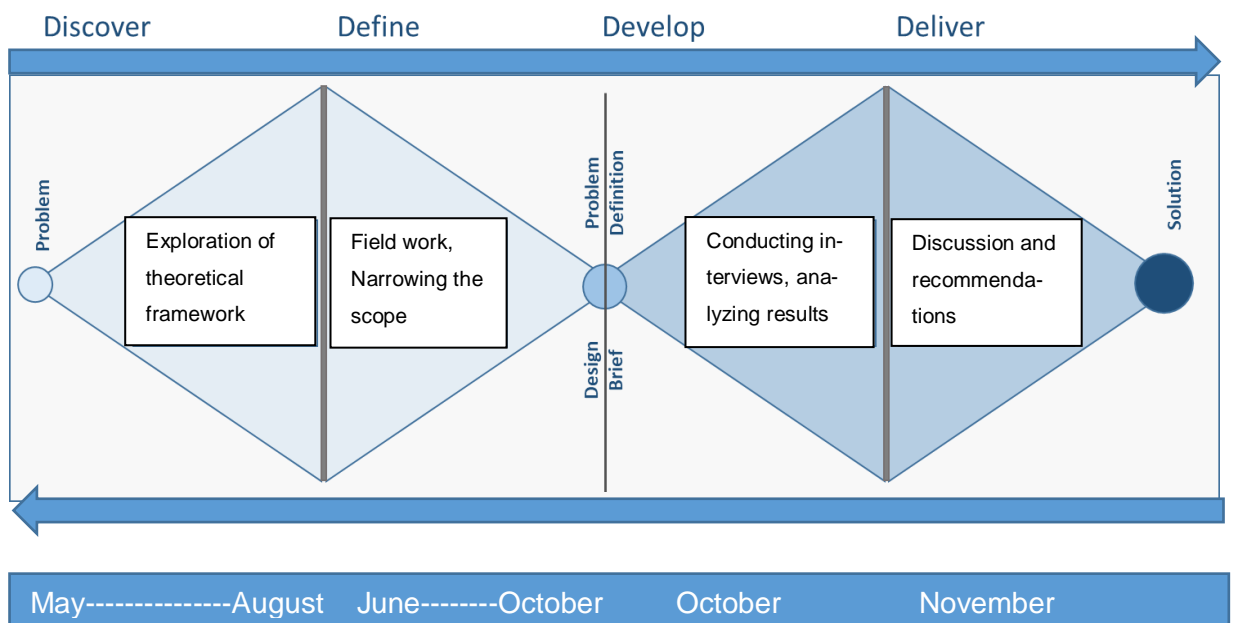 Discover
Define
Develop
Deliver
Problem
Exploration of
theoretical
framework
Field work,
Narrowing the
scope
Problem
Definition
Design
Brief
Conducting in-
terviews, ana-
lyzing results
Discussion and
recommenda-
tions
Solution
May---------------August
June--------October
October
November